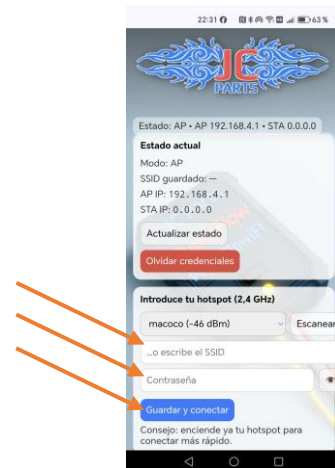 22:31
63%
JC
PARTS
Estado: AP • AP 192.168.4.1 • STA 0.0.0.0
Estado actual
Modo: AP
SSID guardado: —
AP IP: 192.168.4.1
STA IP: 0.0.0.0
Actualizar estado
Olvidar credenciales
Introduce tu hotspot (2,4 GHz)
macoco (-46 dBm)
Escanear
...o escribe el SSID
Contraseña
Guardar y conectar
Consejo: enciende ya tu hotspot para
conectar más rápido.